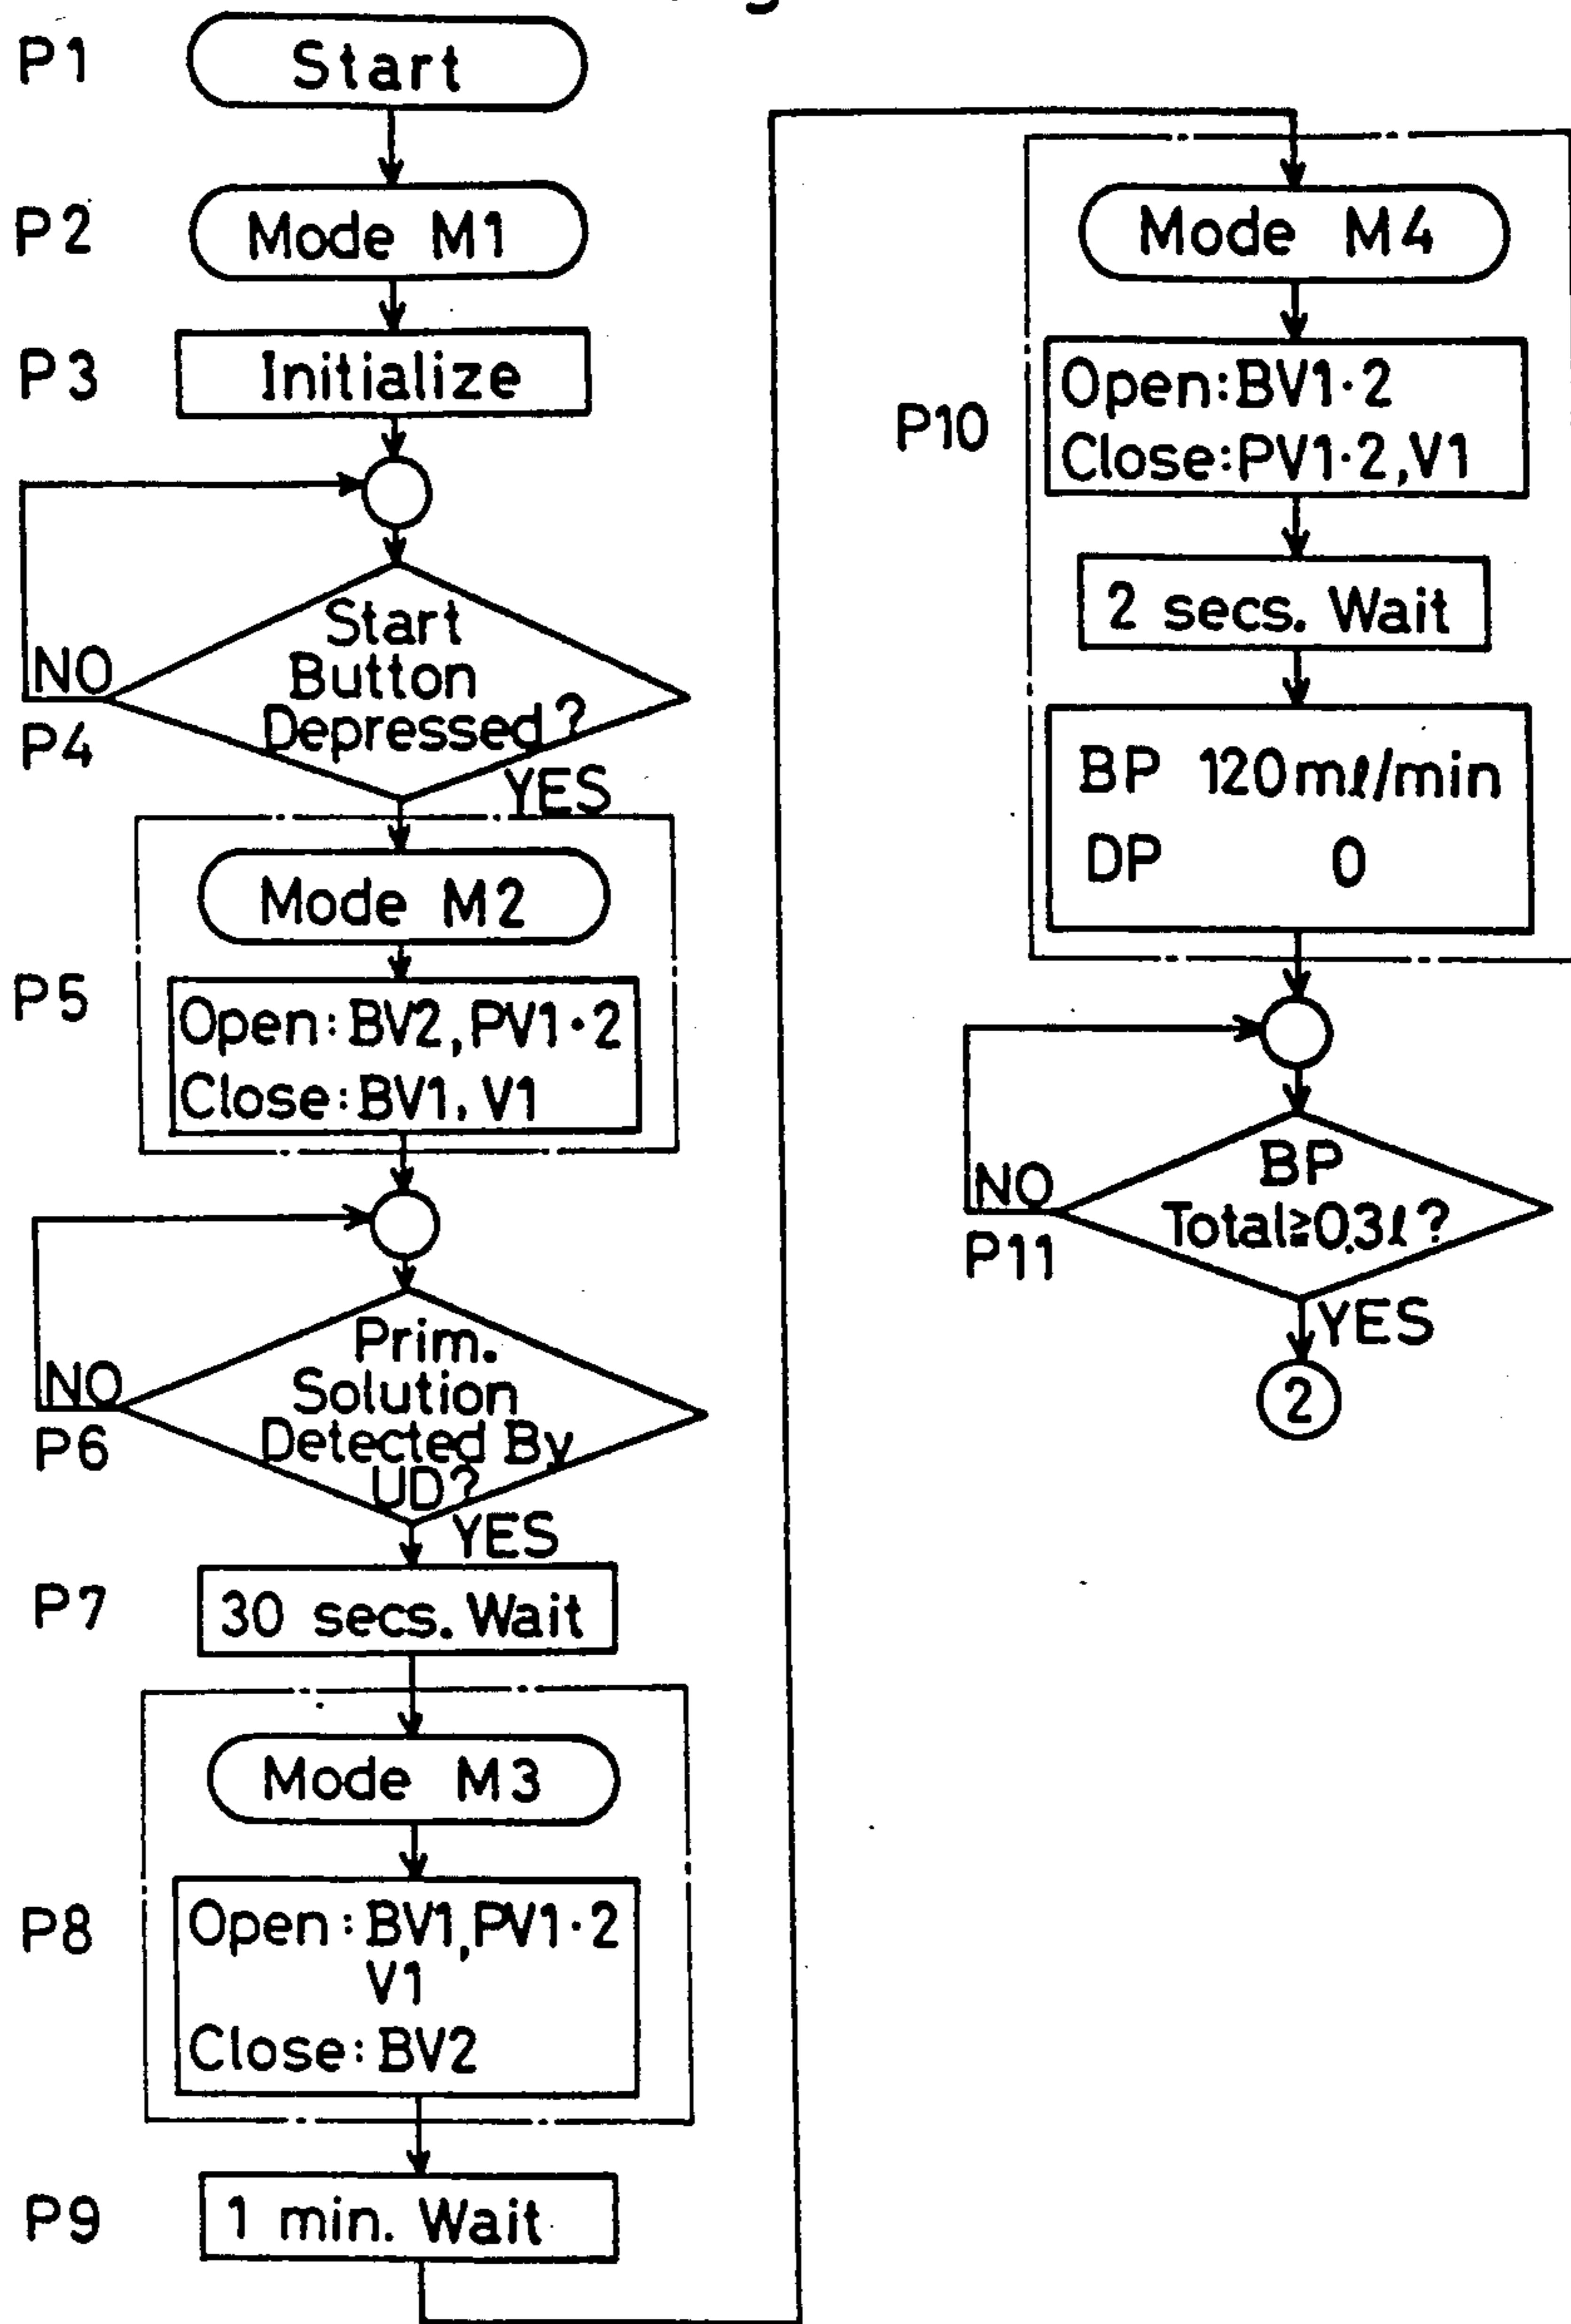 P1
Start
P2
Mode M1
P3
Initialize
Start
Button
Depressed?
NO
P4
YES
Mode M2
P5
Open:BV2,PV1·2
Close:BV1,V1
Prim.
Solution
Detected By
UD?
NO
P6
YES
P7
30 secs. Wait
Mode M3
P8
Open:BV1,PV1·2
V1
Close:BV2
P9
1 min. Wait
Mode M4
P10
Open:BV1·2
Close:PV1·2,V1
2 secs. Wait
BP 120mℓ/min
DP 0
BP
Total≧0.3ℓ?
NO
P11
YES
2